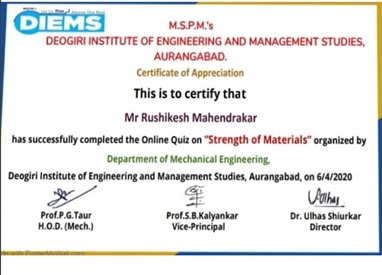 DIEMS
M.S.P.M.'s
DEOGIRI INSTITUTE OF ENGINEERING AND MANAGEMENT STUDIES,
AURANGABAD.
Certificate of Appreciation
This is to certify that
Mr Rushikesh Mahendrakar
has successfully completed the Online Quiz on "Strength of Materials" organized
by
Department of Mechanical Engineering,
Deogiri Institute of Engineering and Management Studies, Aurangabad, on 6/4/2020
Prof.P.G.Taur
H.O.D. (Mech.)
Prof.S.B.Kalyankar
Vice-Principal
Dr. Ulhas Shiurkar
Director